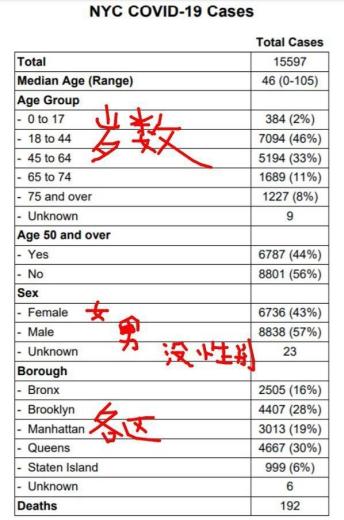 NYC COVID-19 Cases
Total Cases
Total 15597
Median Age (Range) 46 (0-105)
Age Group
- 0 to 17 384 (2%)
- 18 to 44 7094 (46%)
- 45 to 64 5194 (33%)
- 65 to 74 1689 (11%)
- 75 and over 1227 (8%)
- Unknown 9
岁数
Age 50 and over
- Yes 6787 (44%)
- No 8801 (56%)
Sex
- Female 女 6736 (43%)
- Male 男 8838 (57%)
- Unknown 没性别 23
Borough
- Bronx 2505 (16%)
- Brooklyn 4407 (28%)
- Manhattan 各区 3013 (19%)
- Queens 4667 (30%)
- Staten Island 999 (6%)
- Unknown 6
Deaths 192